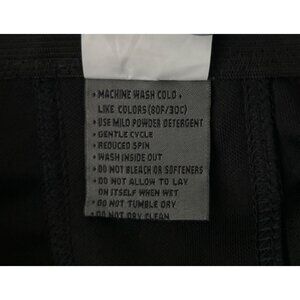 • MACHINE WASH COLD •
LIKE COLORS (80F/30C)
• USE MILD POWDER DETERGENT
• GENTLE CYCLE
• REDUCED SPIN
• WASH INSIDE OUT
• DO NOT BLEACH OR SOFTENERS
• DO NOT ALLOW TO LAY
ON ITSELF WHEN WET
• DO NOT TUMBLE DRY
• DO NOT DRY CLEAN